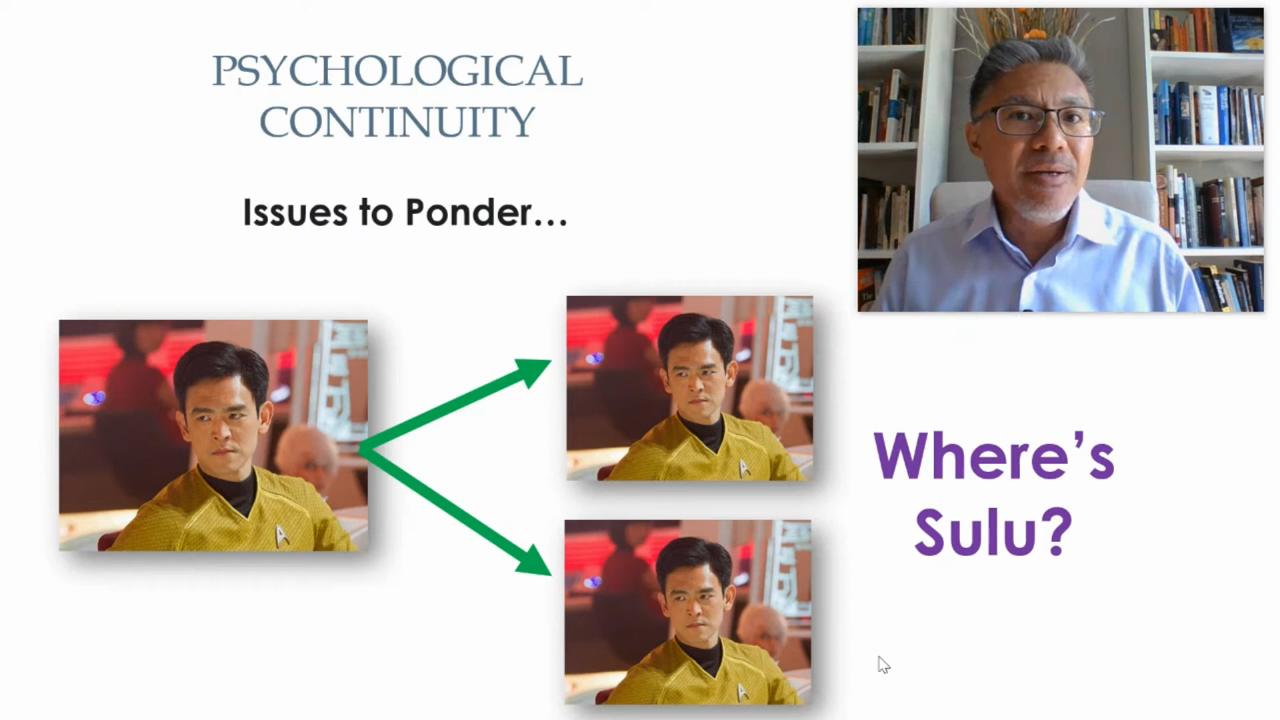 PSYCHOLOGICAL
CONTINUITY
Issues to Ponder…
Where’s
Sulu?